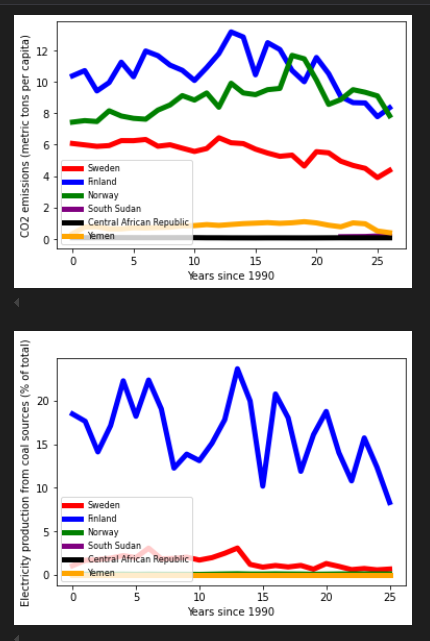 CO2 emissions (metric tons per capita)
12
10
8
6
4
2
0
Sweden
Finland
Norway
South Sudan
Central African Republic
Yemen
0 5 10 15 20 25
Years since 1990
Electricity production from coal sources (% of total)
20
15
10
5
0
Sweden
Finland
Norway
South Sudan
Central African Republic
Yemen
0 5 10 15 20 25
Years since 1990